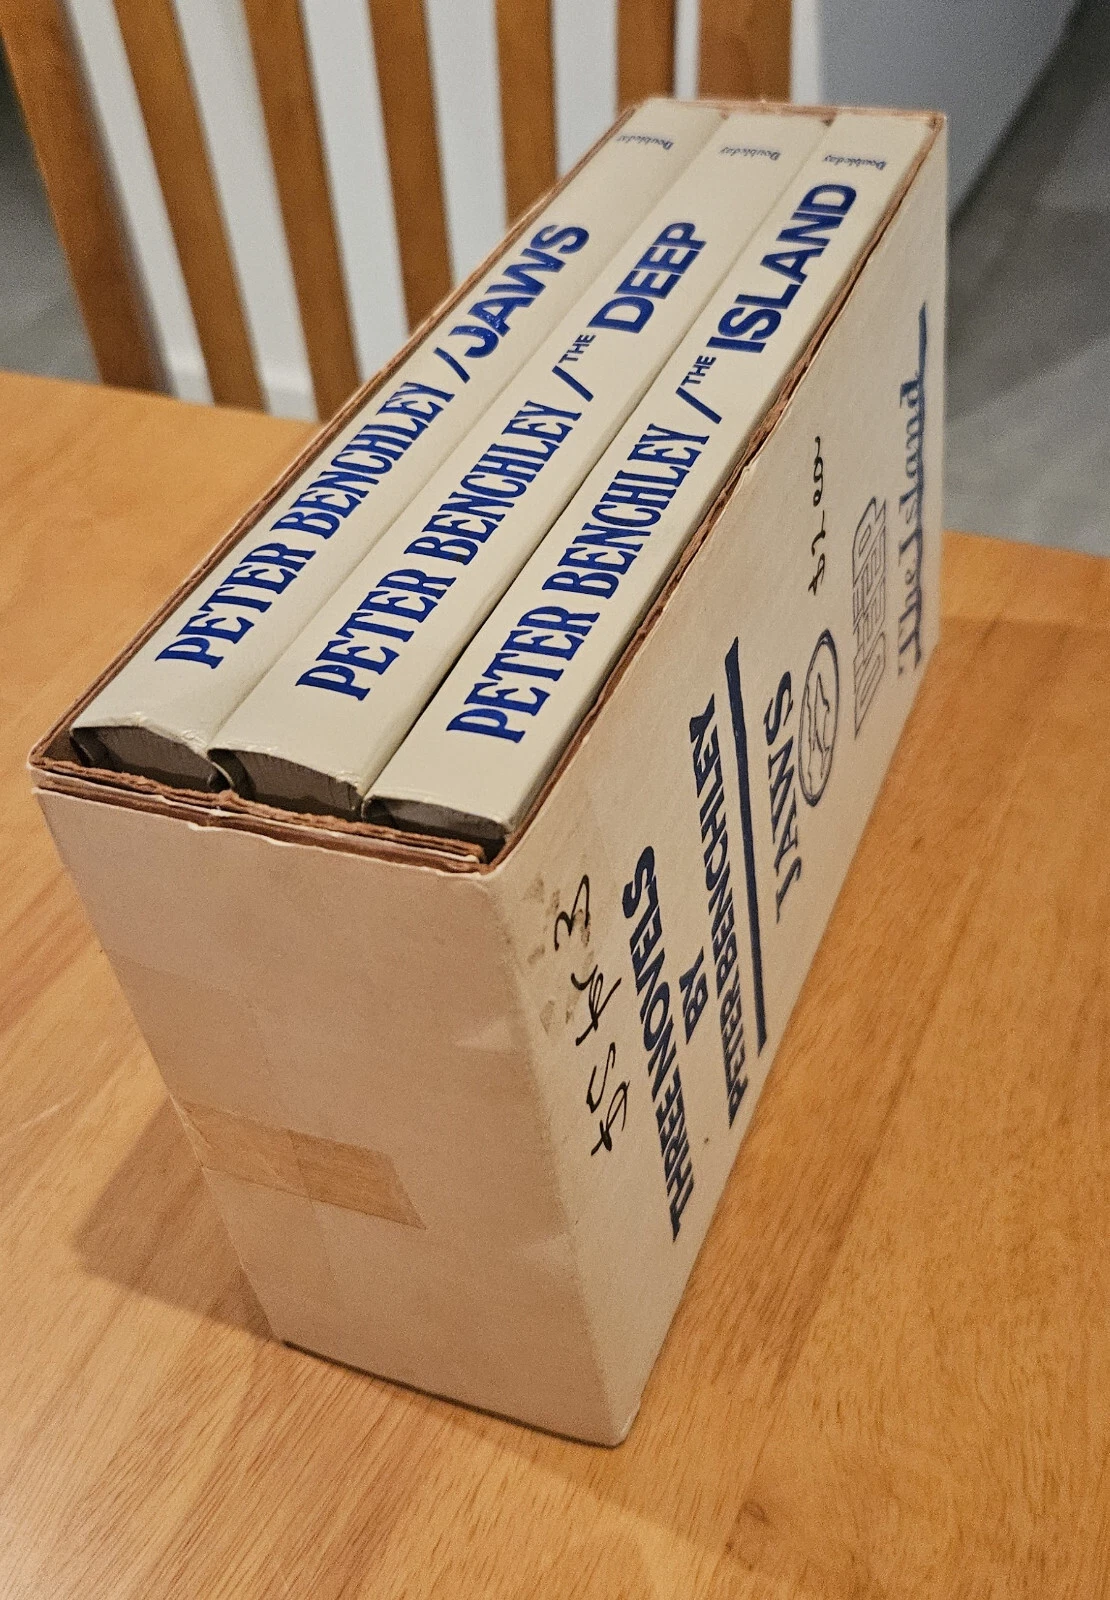 PETER BENCHLEY / JAWS Doubleday
PETER BENCHLEY / THE DEEP Doubleday
PETER BENCHLEY / THE ISLAND Doubleday
THREE NOVELS
BY
PETER BENCHLEY
JAWS
DEEP
The Island